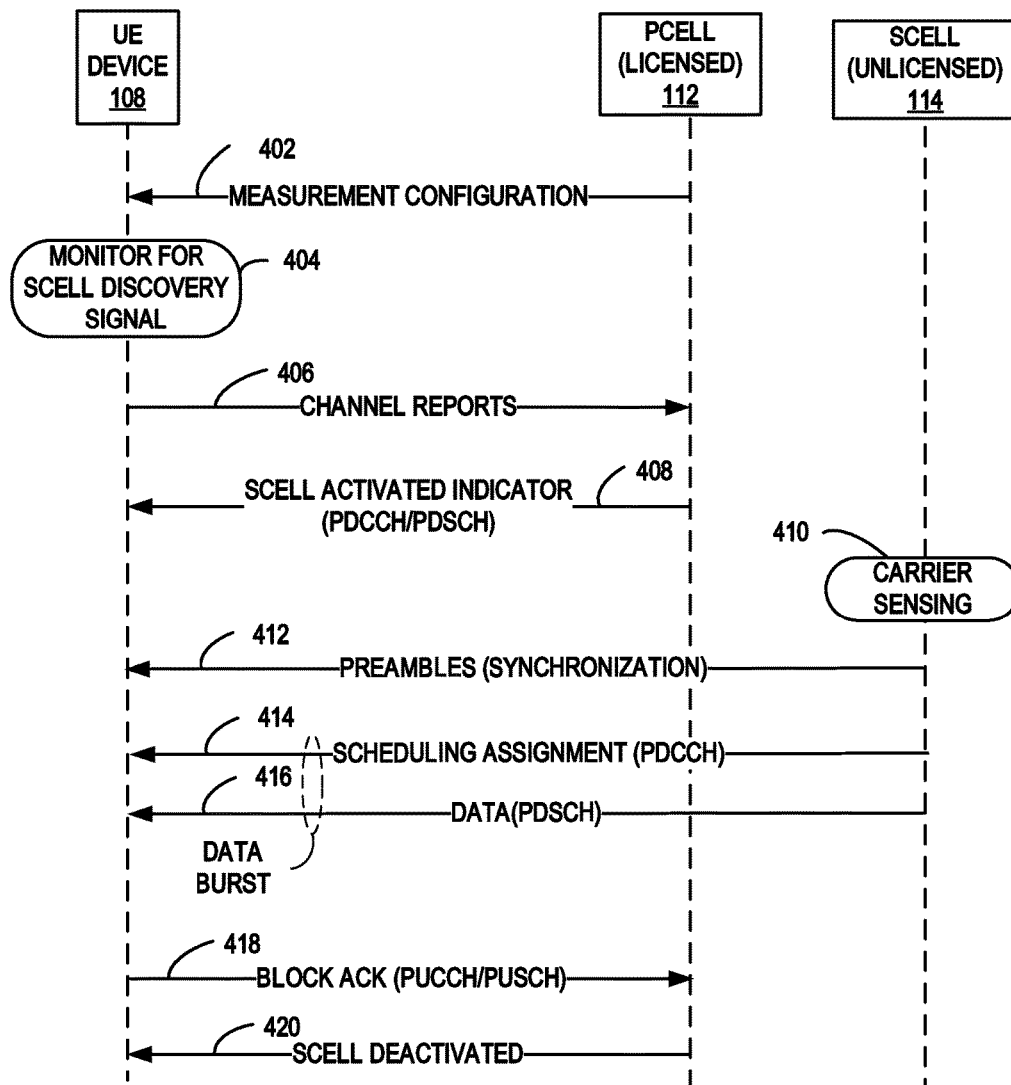 UE
DEVICE
108
PCELL
(LICENSED)
112
SCELL
(UNLICENSED)
114
402
MEASUREMENT CONFIGURATION
MONITOR FOR
SCELL DISCOVERY
SIGNAL
404
406
CHANNEL REPORTS
408
SCELL ACTIVATED INDICATOR
(PDCCH/PDSCH)
410
CARRIER
SENSING
412
PREAMBLES (SYNCHRONIZATION)
414
SCHEDULING ASSIGNMENT (PDCCH)
416
DATA(PDSCH)
DATA
BURST
418
BLOCK ACK (PUCCH/PUSCH)
420
SCELL DEACTIVATED